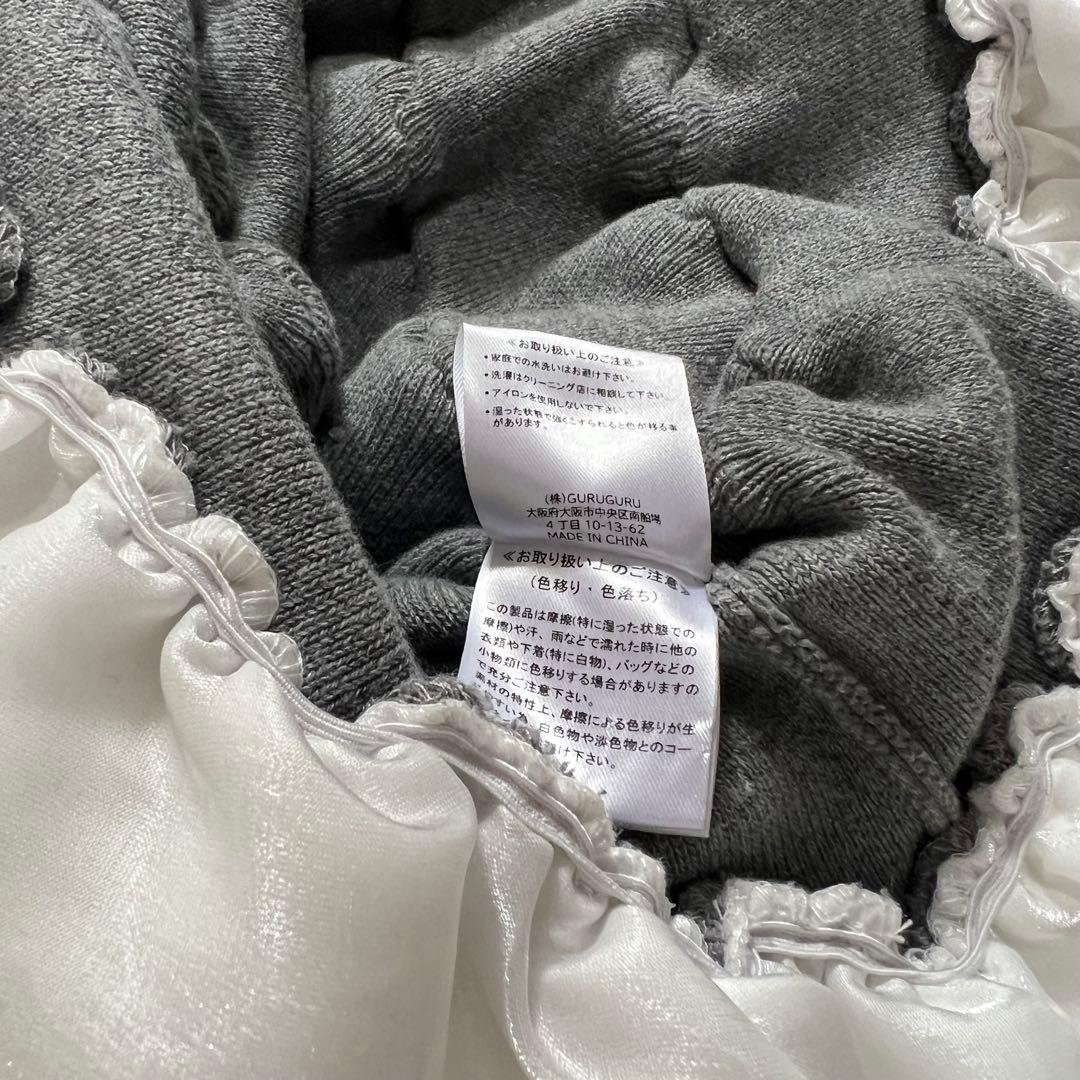 ≪お取り扱い上のご注意≫
・家庭での水洗いはお避け下さい。
・洗濯はクリーニング店に相談して下さい。
・アイロンを使用しないで下さい。
・湿った状態で強くこすられると色が移る事
があります。
(株)GURUGURU
大阪府大阪市中央区南船場
4丁目10-13-62
MADE IN CHINA
≪お取り扱い上のご注意≫
(色移り・色落ち)
この製品は摩擦(特に湿った状態での
摩擦)や汗、雨などで濡れた時に他の
衣類や下着(特に白物)、バッグなどの
小物類に色移りする場合がありますの
で充分ご注意下さい。
素材の特性上、摩擦による色移りが生
すい為、白色物や淡色物とのコー
け下さい。